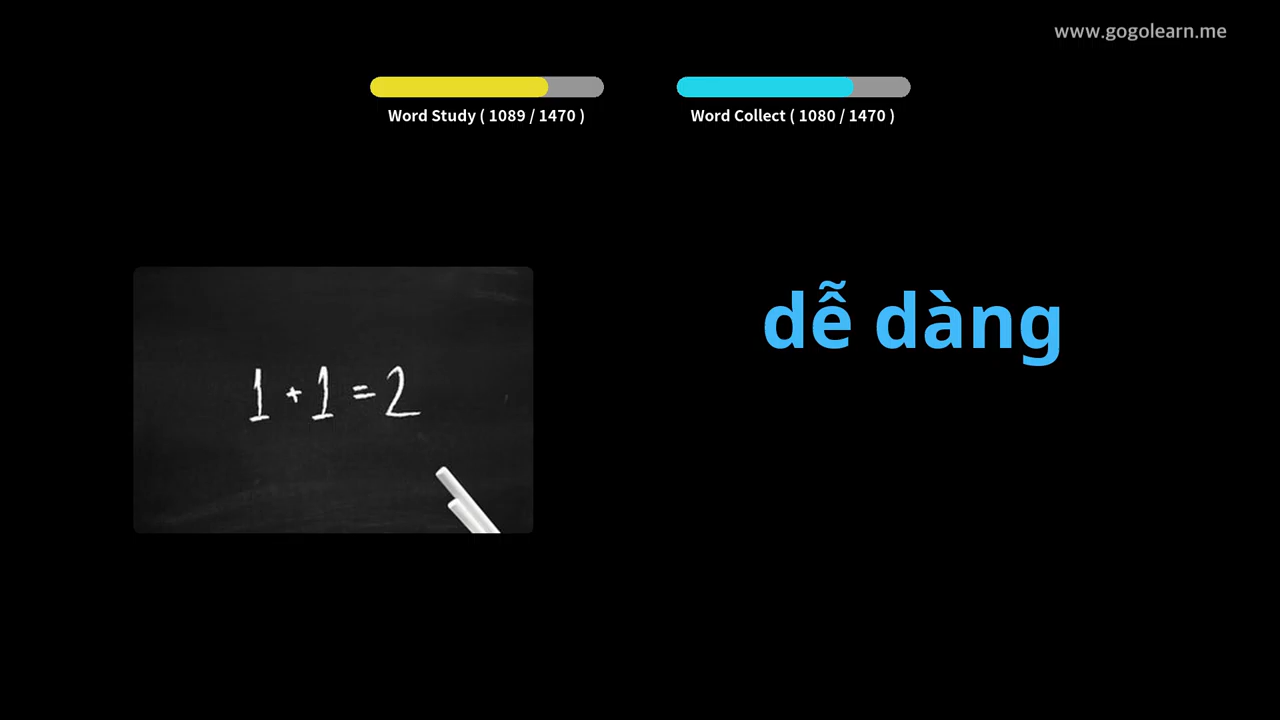 www.gogolearn.me
Word Study ( 1089 / 1470 )
Word Collect ( 1080 / 1470 )
dễ dàng
1 + 1 = 2